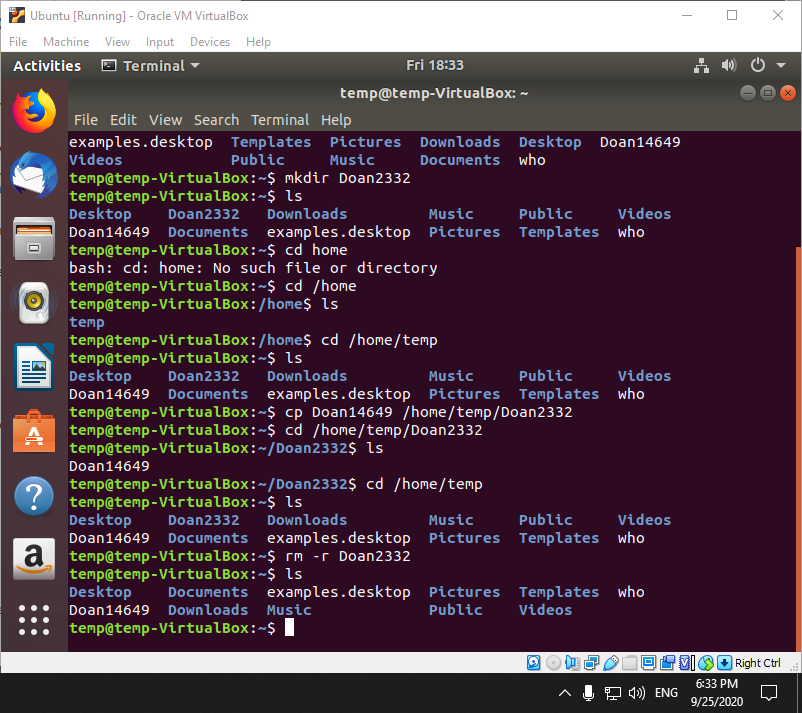 Ubuntu [Running] - Oracle VM VirtualBox
File Machine View Input Devices Help
Activities Terminal Fri 18:33
temp@temp-VirtualBox: ~
File Edit View Search Terminal Help
examples.desktop Templates Pictures Downloads Desktop Doan14649
Videos Public Music Documents who
temp@temp-VirtualBox:~$ mkdir Doan2332
temp@temp-VirtualBox:~$ ls
Desktop Doan2332 Downloads Music Public Videos
Doan14649 Documents examples.desktop Pictures Templates who
temp@temp-VirtualBox:~$ cd home
bash: cd: home: No such file or directory
temp@temp-VirtualBox:~$ cd /home
temp@temp-VirtualBox:/home$ ls
temp
temp@temp-VirtualBox:/home$ cd /home/temp
temp@temp-VirtualBox:~$ ls
Desktop Doan2332 Downloads Music Public Videos
Doan14649 Documents examples.desktop Pictures Templates who
temp@temp-VirtualBox:~$ cp Doan14649 /home/temp/Doan2332
temp@temp-VirtualBox:~$ cd /home/temp/Doan2332
temp@temp-VirtualBox:~/Doan2332$ ls
Doan14649
temp@temp-VirtualBox:~/Doan2332$ cd /home/temp
temp@temp-VirtualBox:~$ ls
Desktop Doan2332 Downloads Music Public Videos
Doan14649 Documents examples.desktop Pictures Templates who
temp@temp-VirtualBox:~$ rm -r Doan2332
temp@temp-VirtualBox:~$ ls
Desktop Documents examples.desktop Pictures Templates who
Doan14649 Downloads Music Public Videos
temp@temp-VirtualBox:~$
Right Ctrl
ENG 6:33 PM
9/25/2020